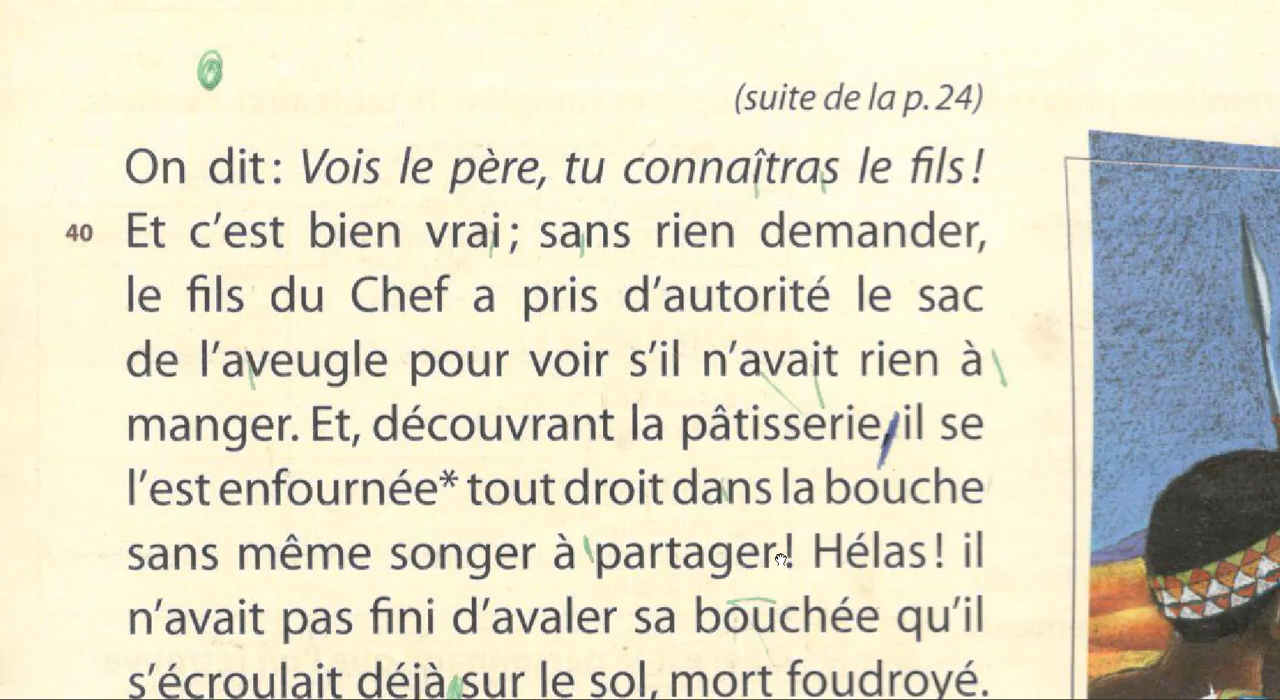 (suite de la p. 24)
On dit : Vois le père, tu connaîtras le fils !
40 Et c'est bien vrai ; sans rien demander,
le fils du Chef a pris d'autorité le sac
de l'aveugle pour voir s'il n'avait rien à
manger. Et, découvrant la pâtisserie, il se
l'est enfournée* tout droit dans la bouche
sans même songer à partager! Hélas ! il
n'avait pas fini d'avaler sa bouchée qu'il
s'écroulait déjà sur le sol, mort foudroyé.